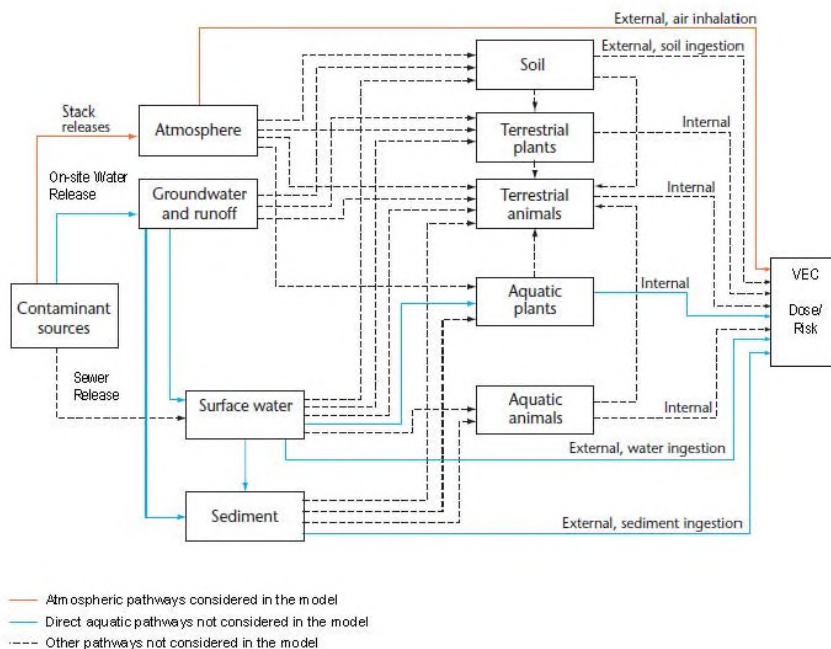 External, air inhalation
Soil
External, soil ingestion
Stack
releases
Atmosphere
Terrestrial
plants
Internal
On-site Water
Release
Groundwater
and runoff
Terrestrial
animals
Internal
VEC
Dose/
Risk
Contaminant
sources
Aquatic
plants
Internal
Sewer
Release
Surface water
Aquatic
animals
Internal
External, water ingestion
Sediment
External, sediment ingestion
Atmospheric pathways considered in the model
Direct aquatic pathways not considered in the model
Other pathways not considered in the model